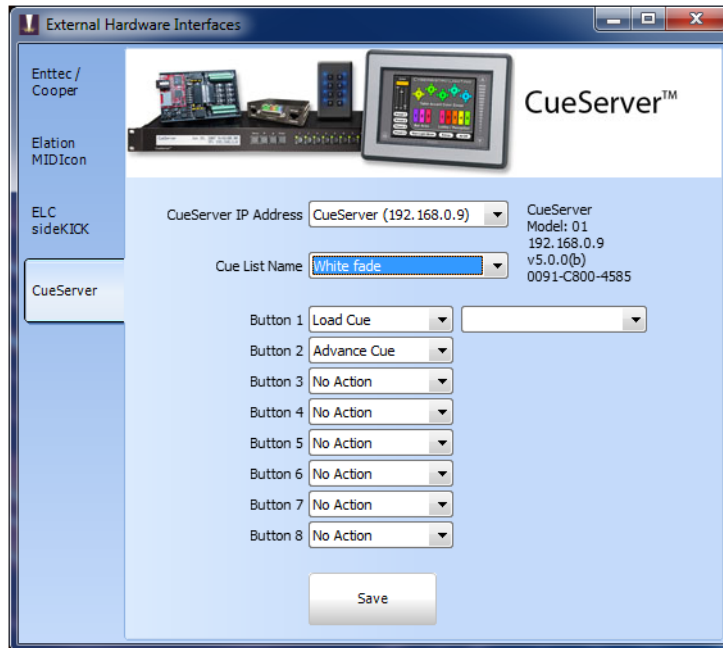 External Hardware Interfaces
Enttec /
Cooper
Elation
MIDIcon
ELC
sideKICK
CueServer
CueServer™
CueServer IP Address CueServer (192.168.0.9)
CueServer
Model: 01
192.168.0.9
v5.0.0(b)
0091-C800-4585
Cue List Name White fade
Button 1 Load Cue
Button 2 Advance Cue
Button 3 No Action
Button 4 No Action
Button 5 No Action
Button 6 No Action
Button 7 No Action
Button 8 No Action
Save